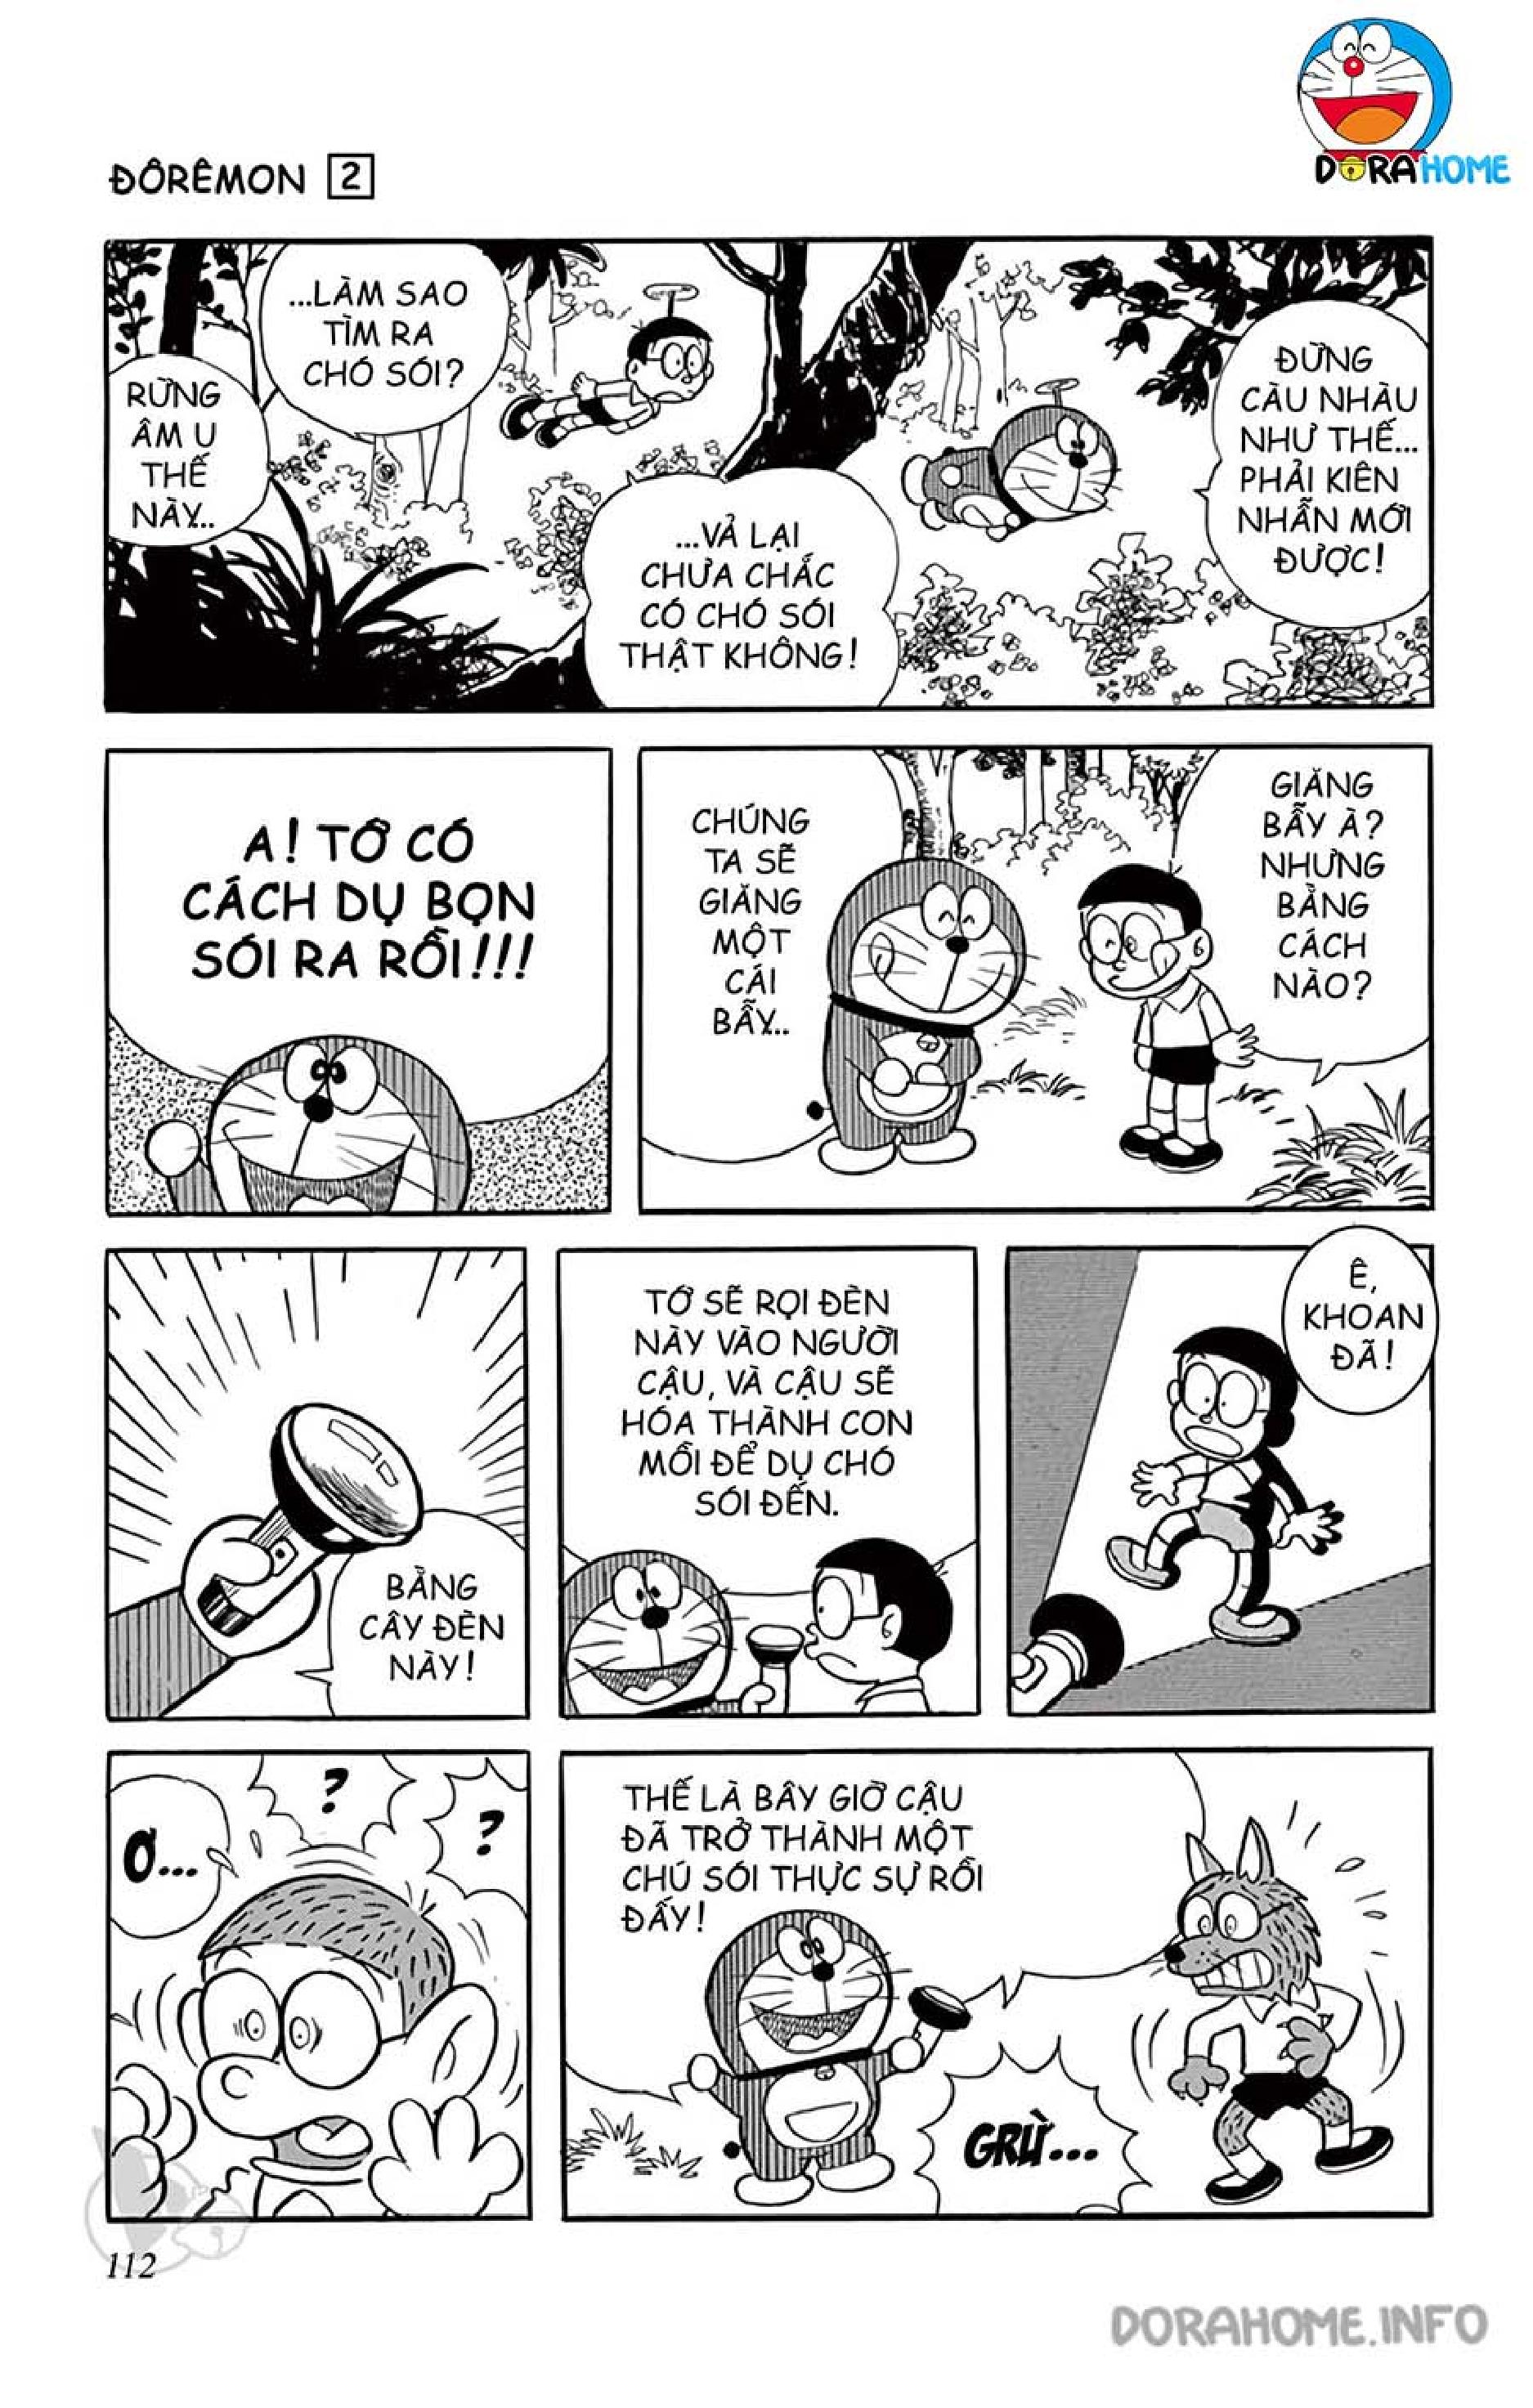 DORAHOME
ĐÔRÊMON 2
RỪNG
ÂM U
THẾ
NÀY...
...LÀM SAO
TÌM RA
CHÓ SÓI?
...VẢ LẠI
CHƯA CHẮC
CÓ CHÓ SÓI
THẬT KHÔNG!
ĐỪNG
CÀU NHÀU
NHƯ THẾ...
PHẢI KIÊN
NHẪN MỚI
ĐƯỢC!
A! TỚ CÓ
CÁCH DỤ BỌN
SÓI RA RỒI!!!
CHÚNG
TA SẼ
GIĂNG
MỘT
CÁI
BẪY...
GIĂNG
BẪY À?
NHƯNG
BẰNG
CÁCH
NÀO?
BẰNG
CÂY ĐÈN
NÀY!
TỚ SẼ RỌI ĐÈN
NÀY VÀO NGƯỜI
CẬU, VÀ CẬU SẼ
HÓA THÀNH CON
MỒI ĐỂ DỤ CHÓ
SÓI ĐẾN.
Ê,
KHOAN
ĐÃ!
Ơ...
?
?
THẾ LÀ BÂY GIỜ CẬU
ĐÃ TRỞ THÀNH MỘT
CHÚ SÓI THỰC SỰ RỒI
ĐẤY!
GRỪ...
112
DORAHOME.INFO